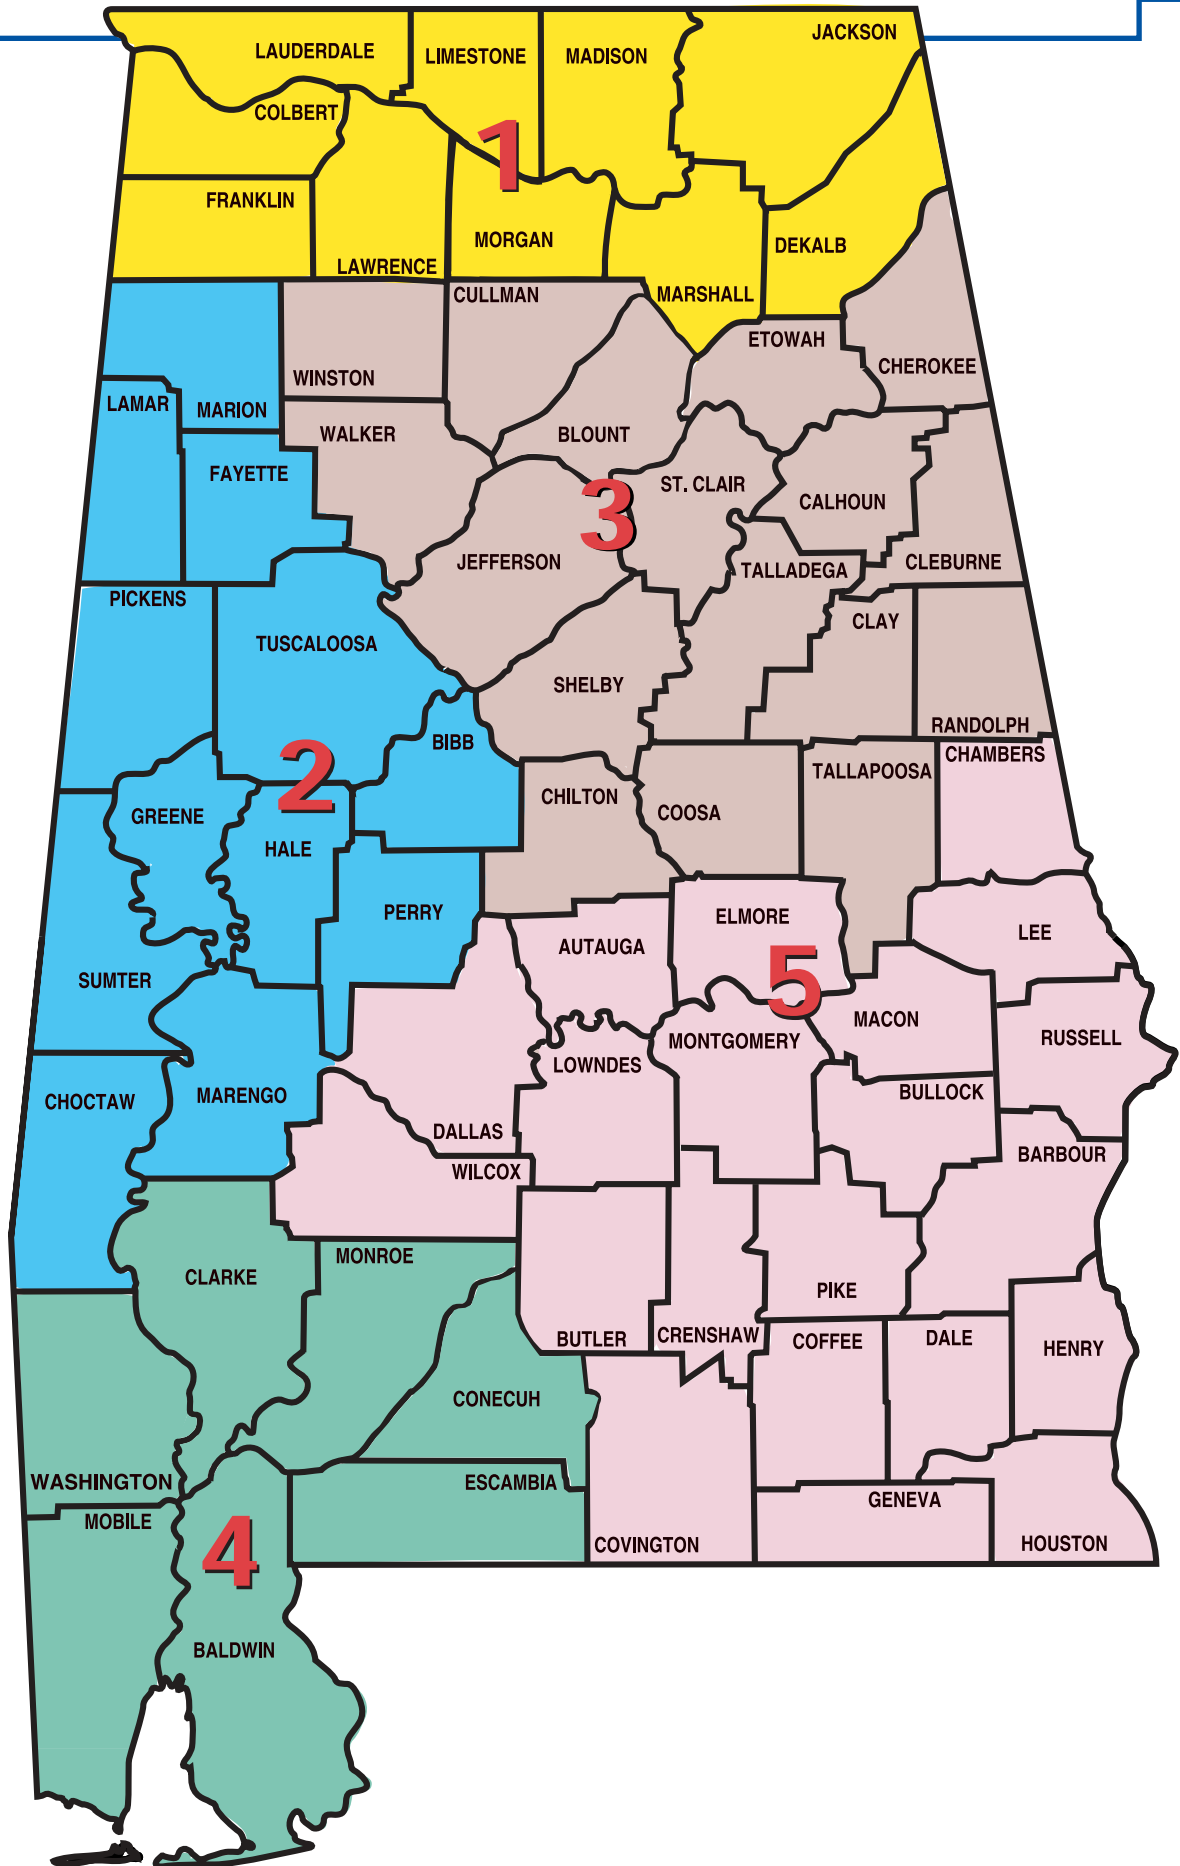 JACKSON
LAUDERDALE
LIMESTONE
MADISON
COLBERT
1
FRANKLIN
MORGAN
DEKALB
LAWRENCE
CULLMAN
MARSHALL
ETOWAH
CHEROKEE
WINSTON
LAMAR
MARION
WALKER
BLOUNT
FAYETTE
ST. CLAIR
CALHOUN
3
JEFFERSON
TALLADEGA
CLEBURNE
PICKENS
CLAY
TUSCALOOSA
SHELBY
RANDOLPH
BIBB
CHAMBERS
2
TALLAPOOSA
CHILTON
GREENE
COOSA
HALE
PERRY
ELMORE
LEE
AUTAUGA
SUMTER
5
MACON
MONTGOMERY
RUSSELL
LOWNDES
BULLOCK
MARENGO
CHOCTAW
DALLAS
BARBOUR
WILCOX
MONROE
CLARKE
PIKE
BUTLER
CRENSHAW
COFFEE
DALE
HENRY
CONECUH
WASHINGTON
ESCAMBIA
GENEVA
MOBILE
COVINGTON
HOUSTON
4
BALDWIN